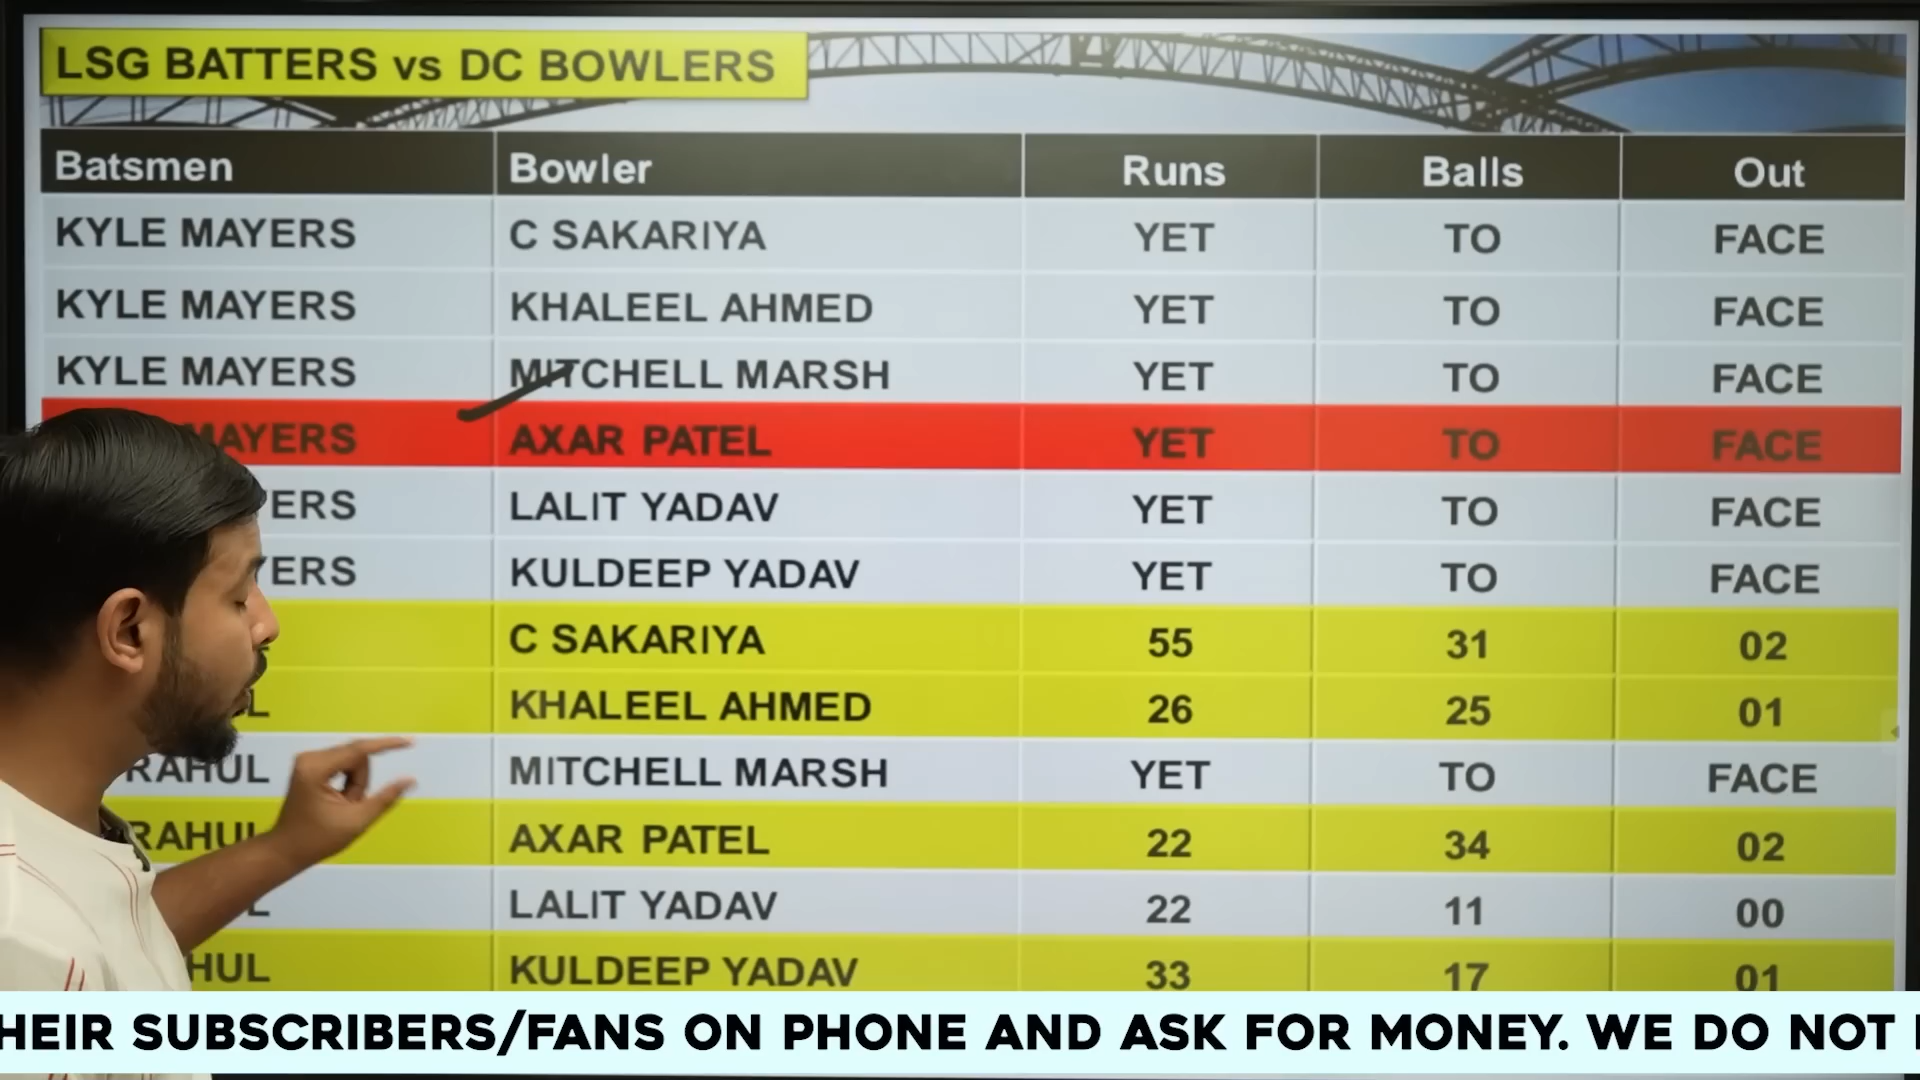 LSG BATTERS vs DC BOWLERS
Batsmen Bowler Runs Balls Out
KYLE MAYERS C SAKARIYA YET TO FACE
KYLE MAYERS KHALEEL AHMED YET TO FACE
KYLE MAYERS MITCHELL MARSH YET TO FACE
MAYERS AXAR PATEL YET TO FACE
YERS LALIT YADAV YET TO FACE
YERS KULDEEP YADAV YET TO FACE
C SAKARIYA 55 31 02
L KHALEEL AHMED 26 25 01
RAHUL MITCHELL MARSH YET TO FACE
RAHUL AXAR PATEL 22 34 02
L LALIT YADAV 22 11 00
HUL KULDEEP YADAV 33 17 01
HEIR SUBSCRIBERS/FANS ON PHONE AND ASK FOR MONEY. WE DO NOT